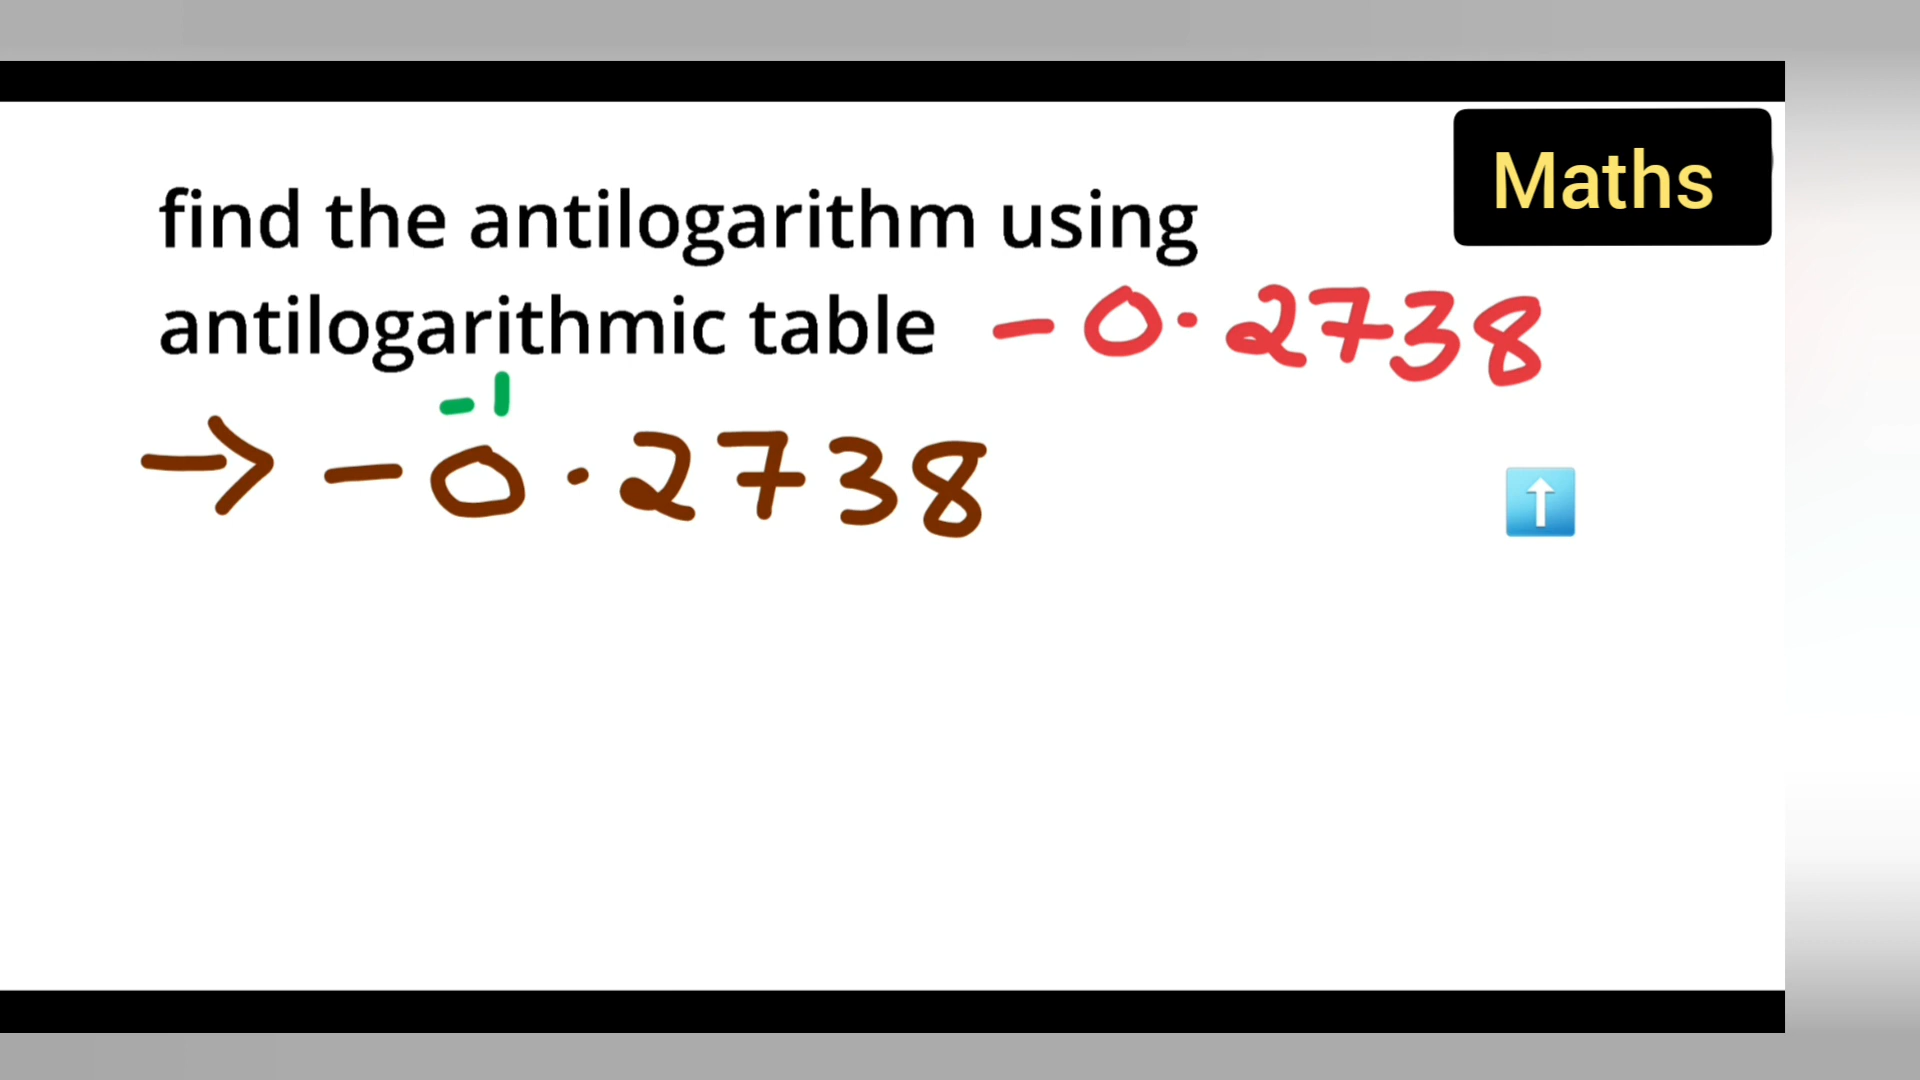 Maths
find the antilogarithm using
antilogarithmic table -0.2738
-1
→ -0.2738